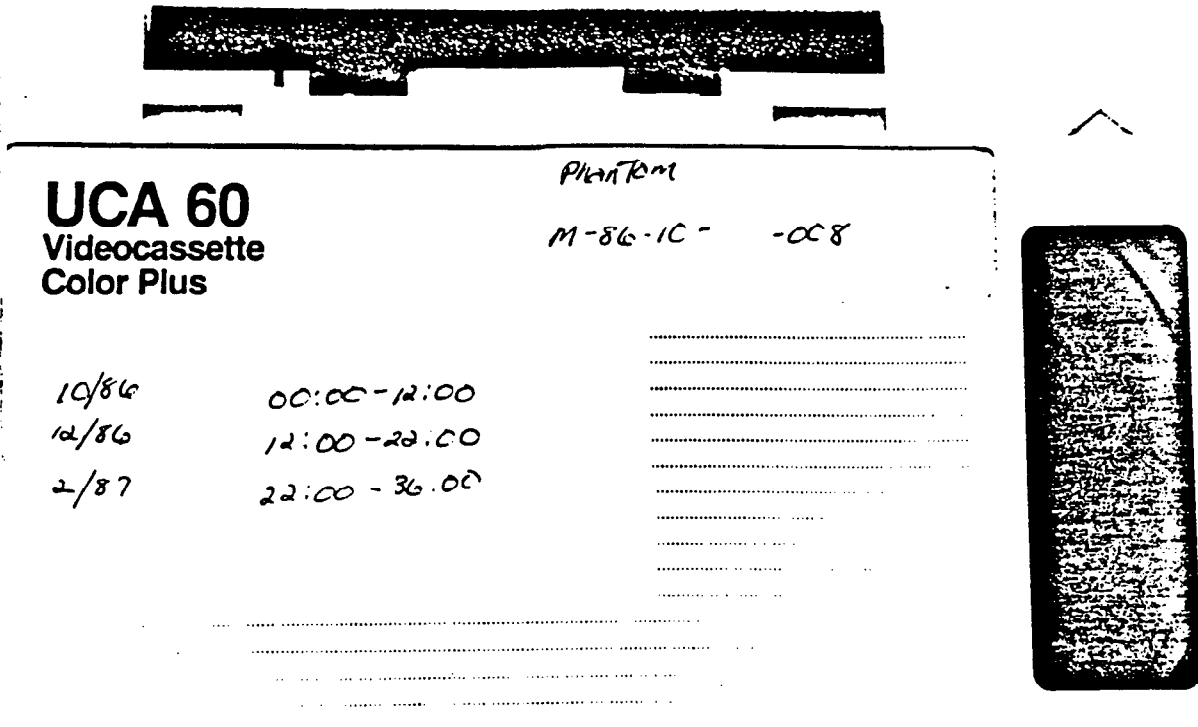 UCA 60
Videocassette
Color Plus
Phantom
M-86-10- -008
10/86 00:00-12:00
12/86 12:00-22:00
2/87 22:00-36:00